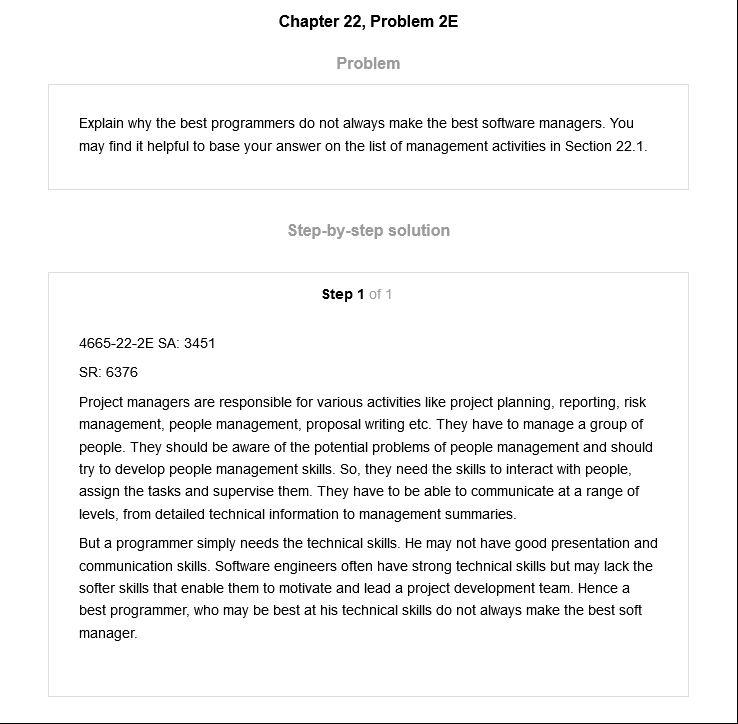 Chapter 22, Problem 2E
Problem
Explain why the best programmers do not always make the best software managers. You
may find it helpful to base your answer on the list of management activities in Section 22.1.
Step-by-step solution
Step 1 of 1
4665-22-2E SA: 3451
SR: 6376
Project managers are responsible for various activities like project planning, reporting, risk
management, people management, proposal writing etc. They have to manage a group of
people. They should be aware of the potential problems of people management and should
try to develop people management skills. So, they need the skills to interact with people,
assign the tasks and supervise them. They have to be able to communicate at a range of
levels, from detailed technical information to management summaries.
But a programmer simply needs the technical skills. He may not have good presentation and
communication skills. Software engineers often have strong technical skills but may lack the
softer skills that enable them to motivate and lead a project development team. Hence a
best programmer, who may be best at his technical skills do not always make the best soft
manager.